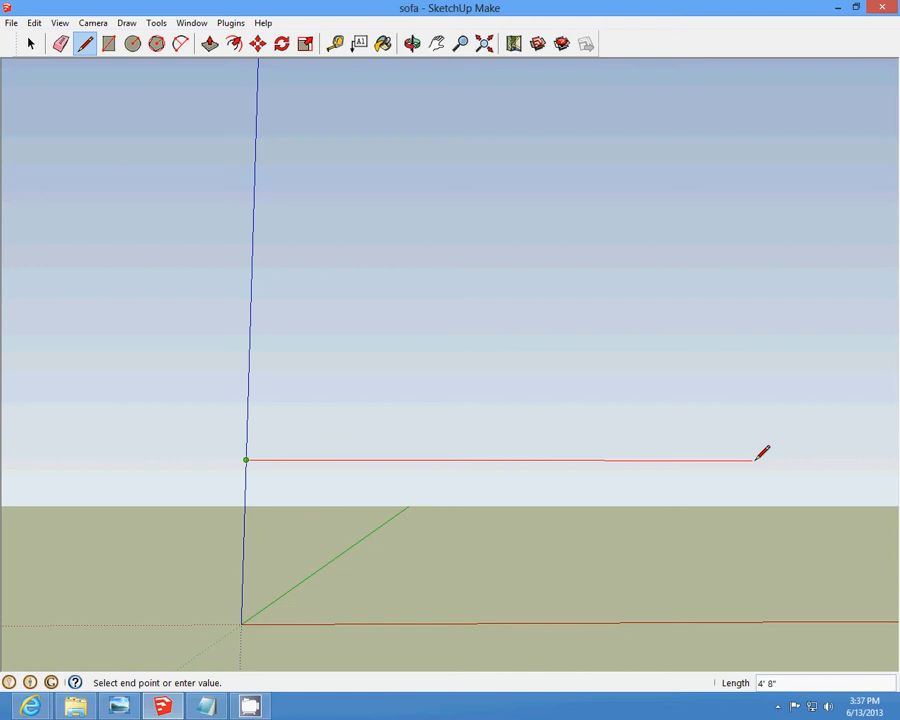 sofa - SketchUp Make
File Edit View Camera Draw Tools Window Plugins Help
A1
Select end point or enter value. Length 4' 8"
3:37 PM
6/13/2013